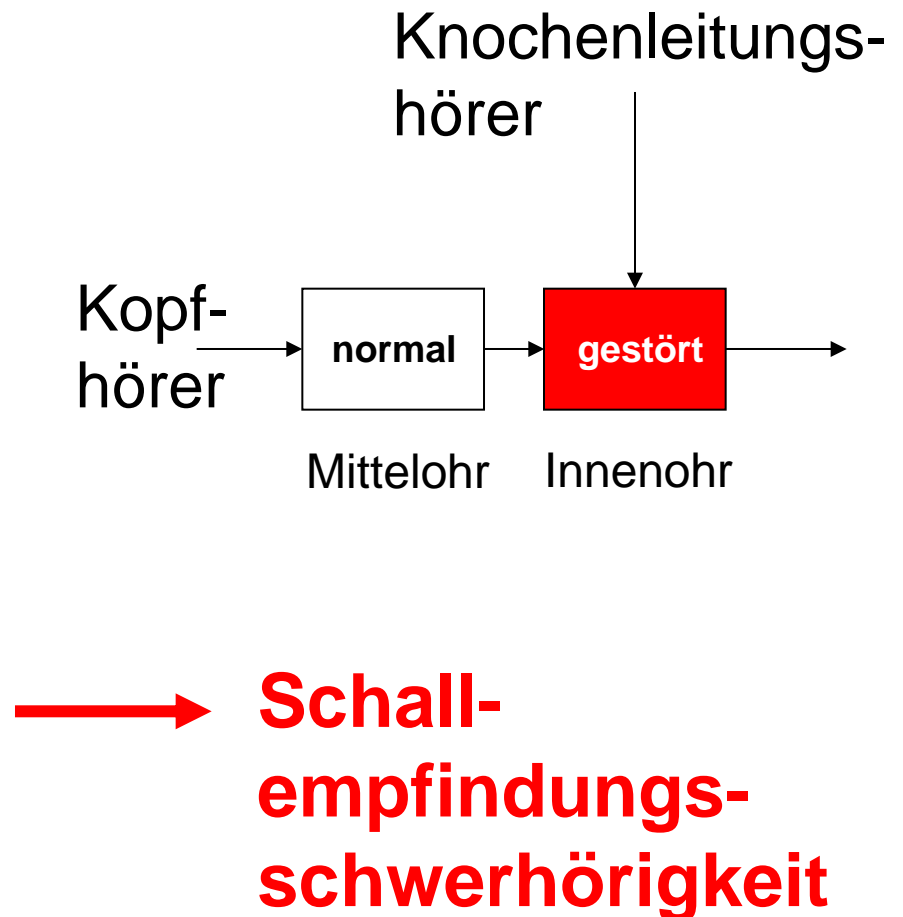 Knochenleitungs-
hörer
Kopf-
hörer
normal
gestört
Mittelohr
Innenohr
Schall-
empfindungs-
schwerhörigkeit